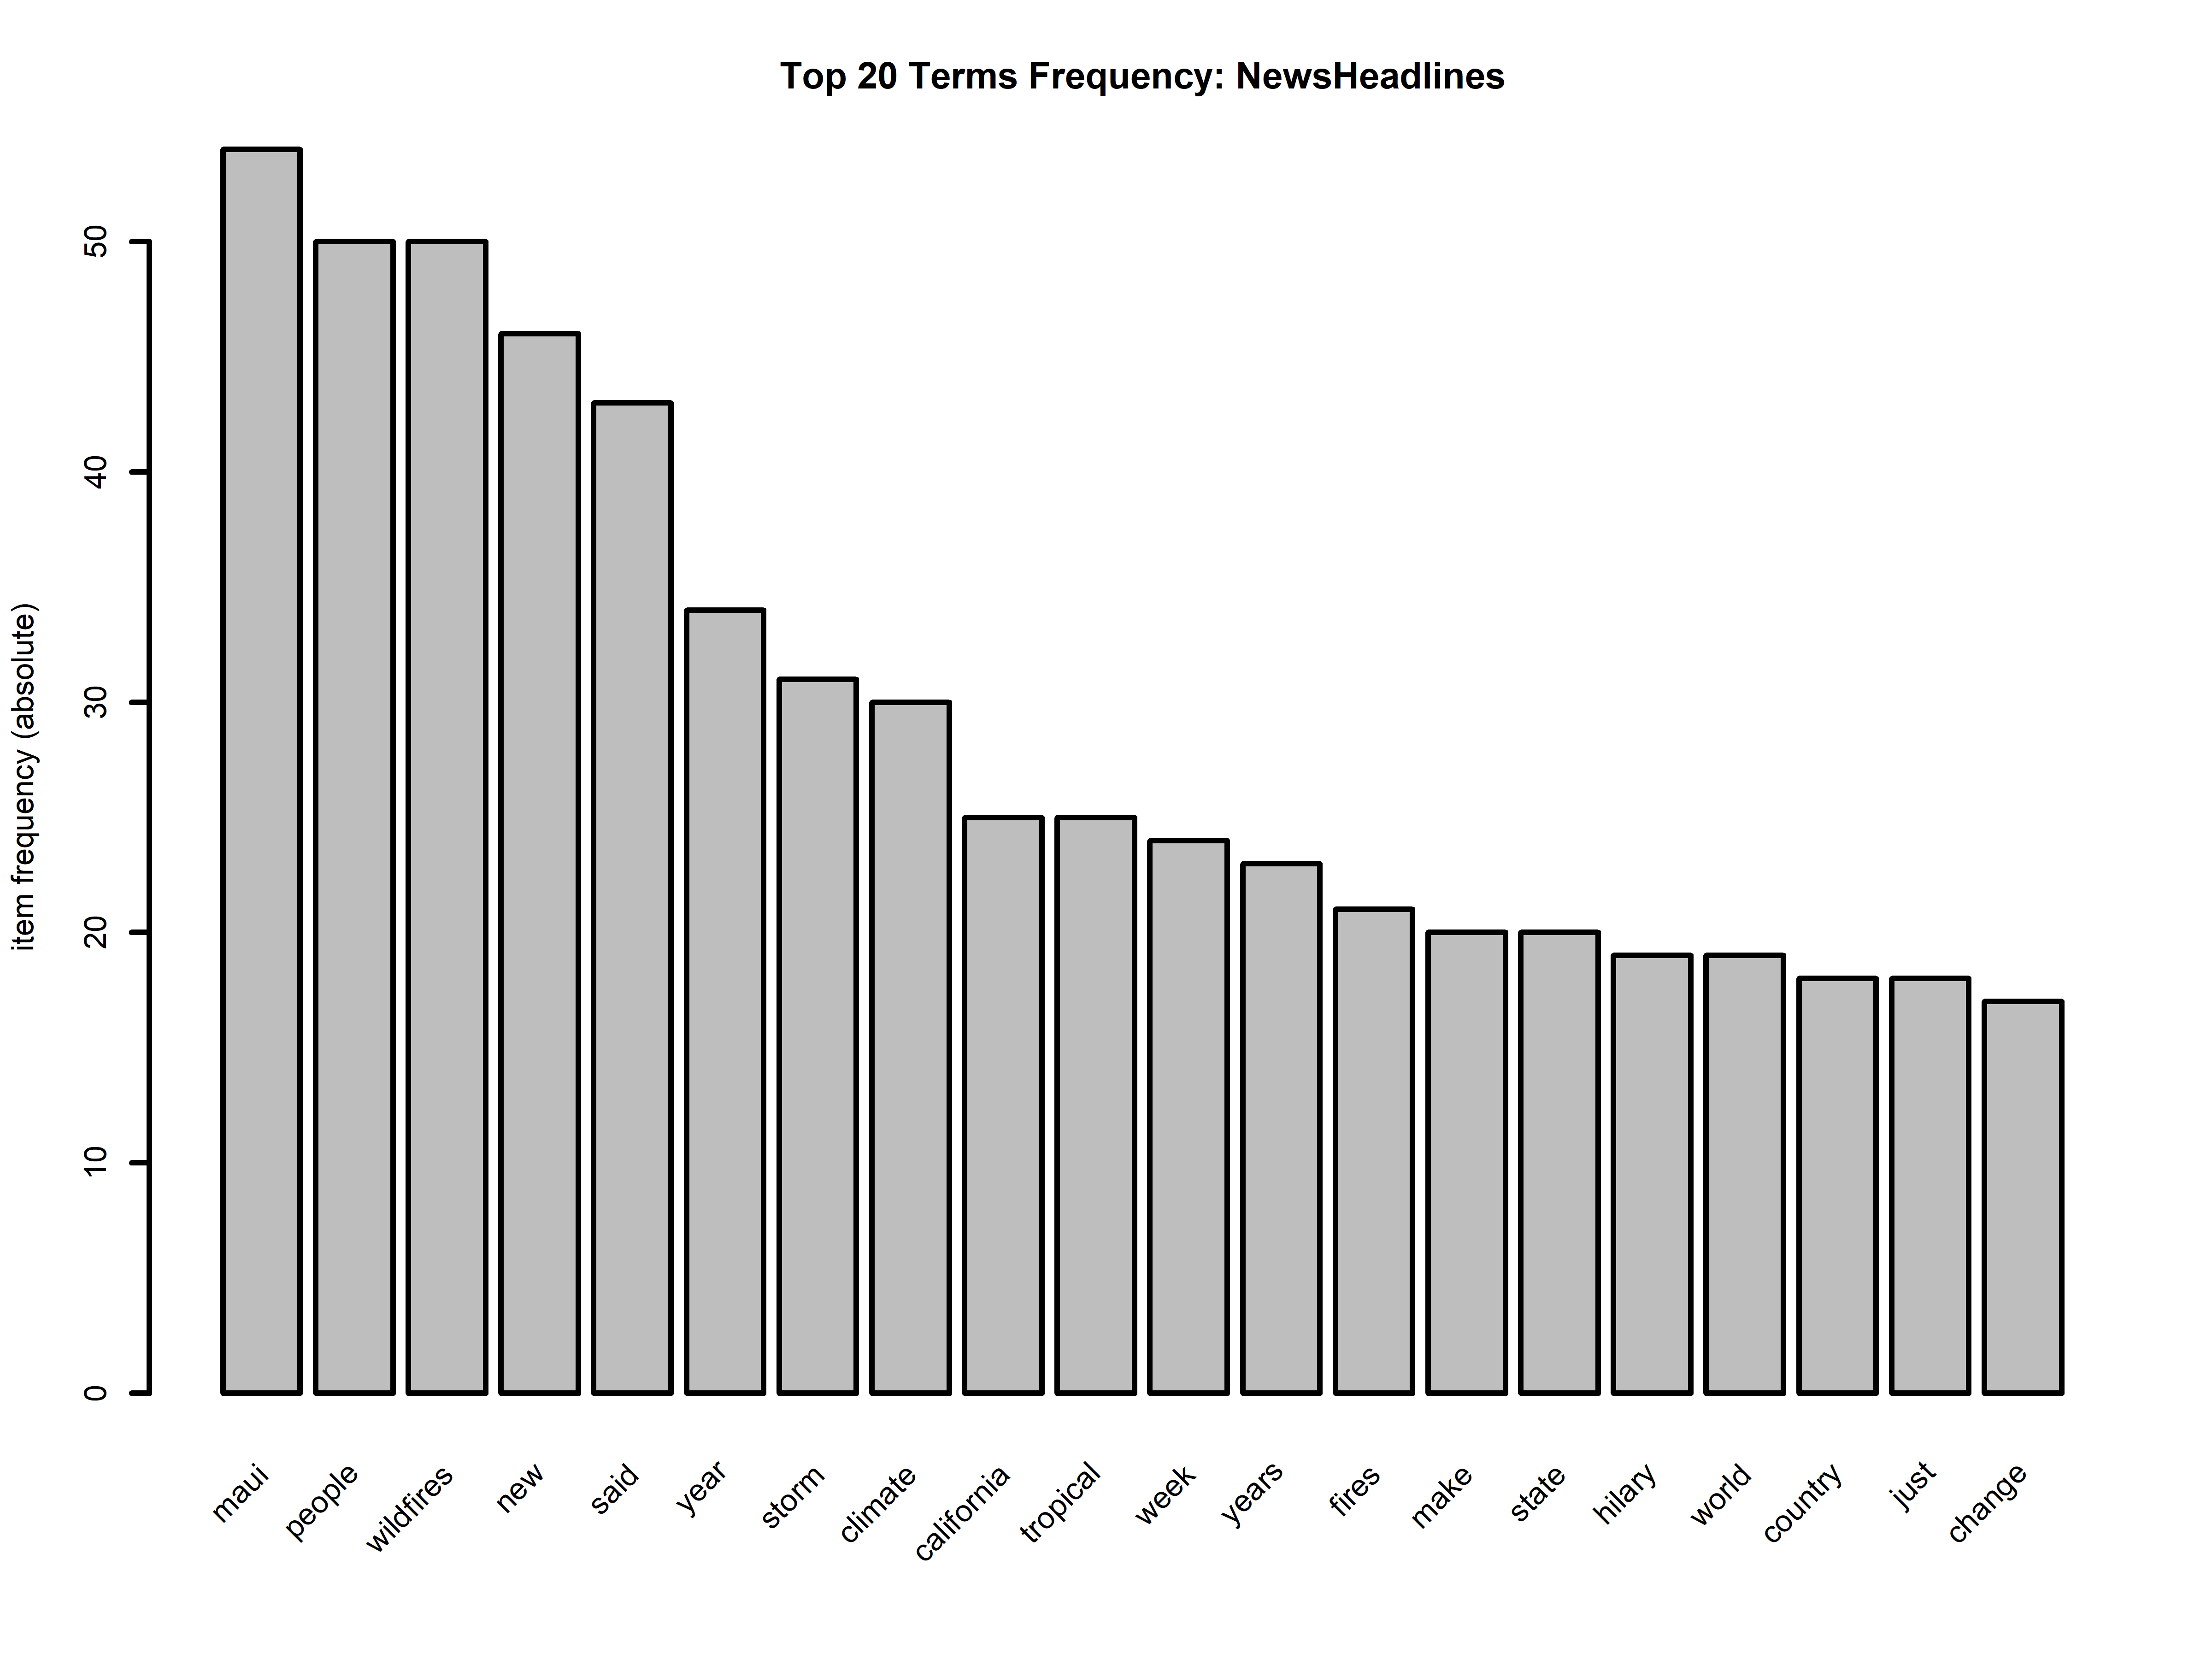 Top 20 Terms Frequency: NewsHeadlines
item frequency (absolute)
50
40
30
20
10
0
maui
people
wildfires
new
said
year
storm
climate
california
tropical
week
years
fires
make
state
hilary
world
country
just
change